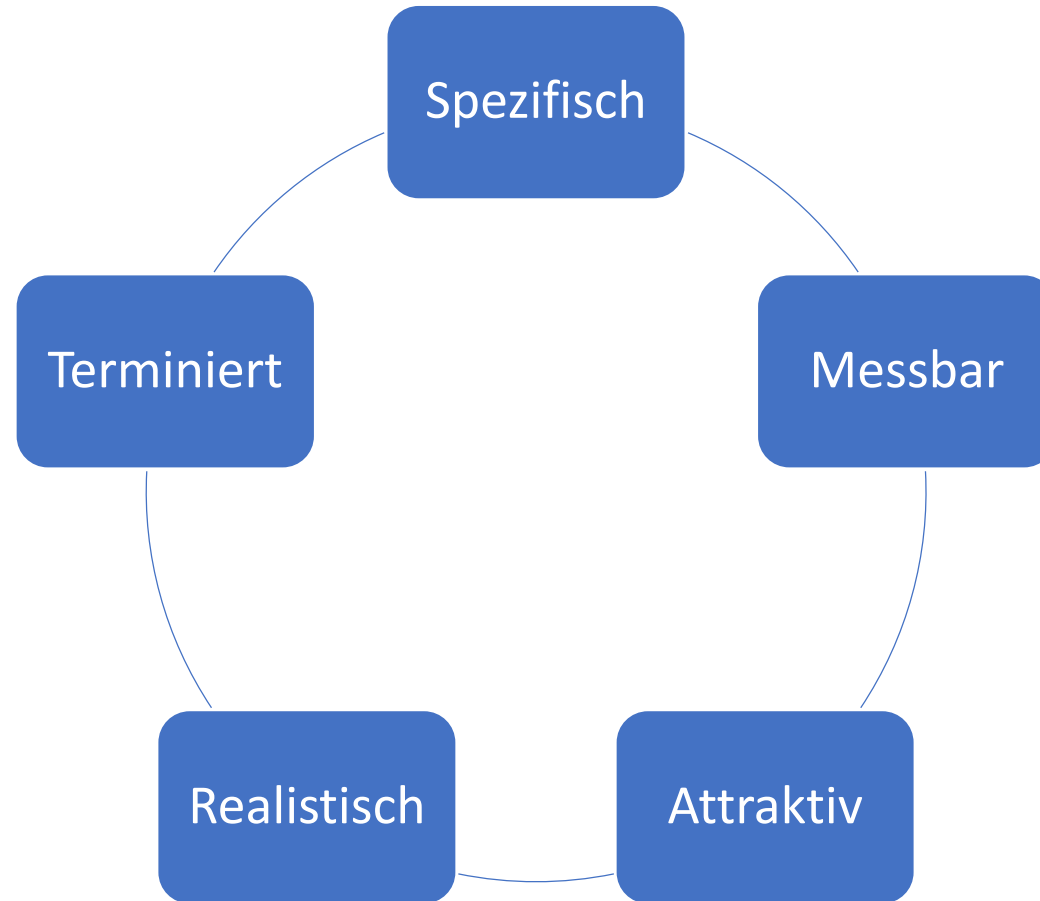 Spezifisch
Messbar
Attraktiv
Realistisch
Terminiert